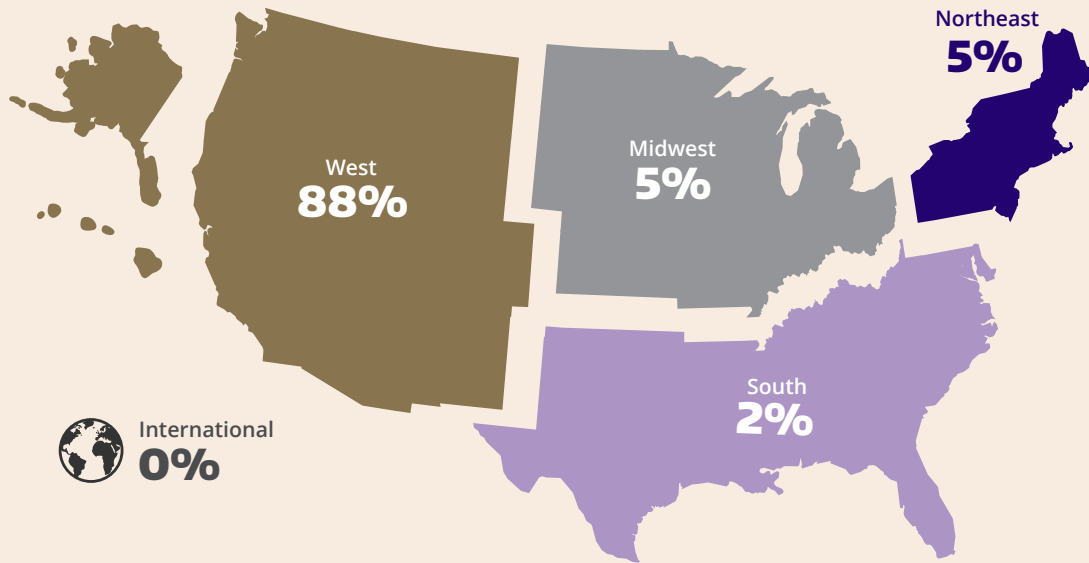 Northeast
5%
West
88%
Midwest
5%
South
2%
International
0%